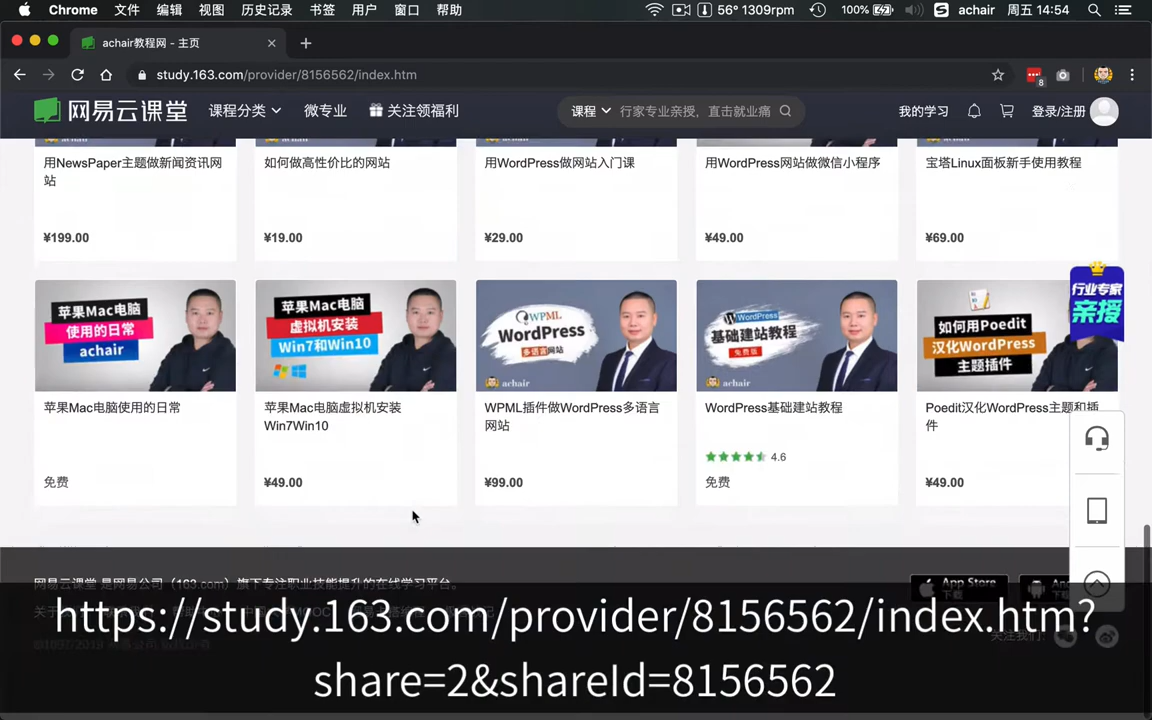 Chrome 文件 编辑 视图 历史记录 书签 用户 窗口 帮助 56° 1309rpm 100% achair 周五 14:54
achair教程网 - 主页
study.163.com/provider/8156562/index.htm 8
网易云课堂 课程分类 微专业 关注领福利 课程 行家专业亲授，直击就业痛 我的学习 登录/注册
用NewsPaper主题做新闻资讯网站
¥199.00
如何做高性价比的网站
¥19.00
用WordPress做网站入门课
¥29.00
用WordPress网站做微信小程序
¥49.00
宝塔Linux面板新手使用教程
¥69.00
行业专家
亲授
苹果Mac电脑
使用的日常
achair
苹果Mac电脑使用的日常
免费
苹果Mac电脑
虚拟机安装
Win7和Win10
苹果Mac电脑虚拟机安装
Win7Win10
¥49.00
WPML
WordPress
多语言网站
achair
WPML插件做WordPress多语言
网站
¥99.00
WordPress
基础建站教程
免费版
achair
WordPress基础建站教程
4.6
免费
如何用Poedit
汉化WordPress
主题插件
achair
Poedit汉化WordPress主题和插
件
¥49.00
网易云课堂 是网易公司（163.com）旗下专注职业技能提升的在线学习平台。
App Store
下载
关注我们:
https://study.163.com/provider/8156562/index.htm?
share=2&shareId=8156562